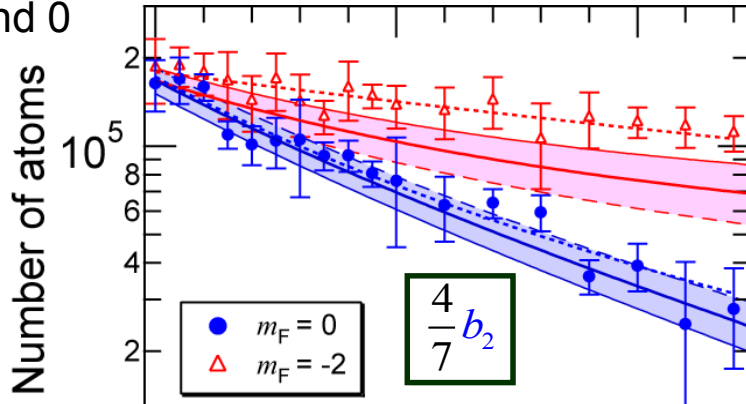 nd 0
Number of atoms
2
10^5
8
6
4
2
m_F = 0
m_F = -2
4/7 b_2